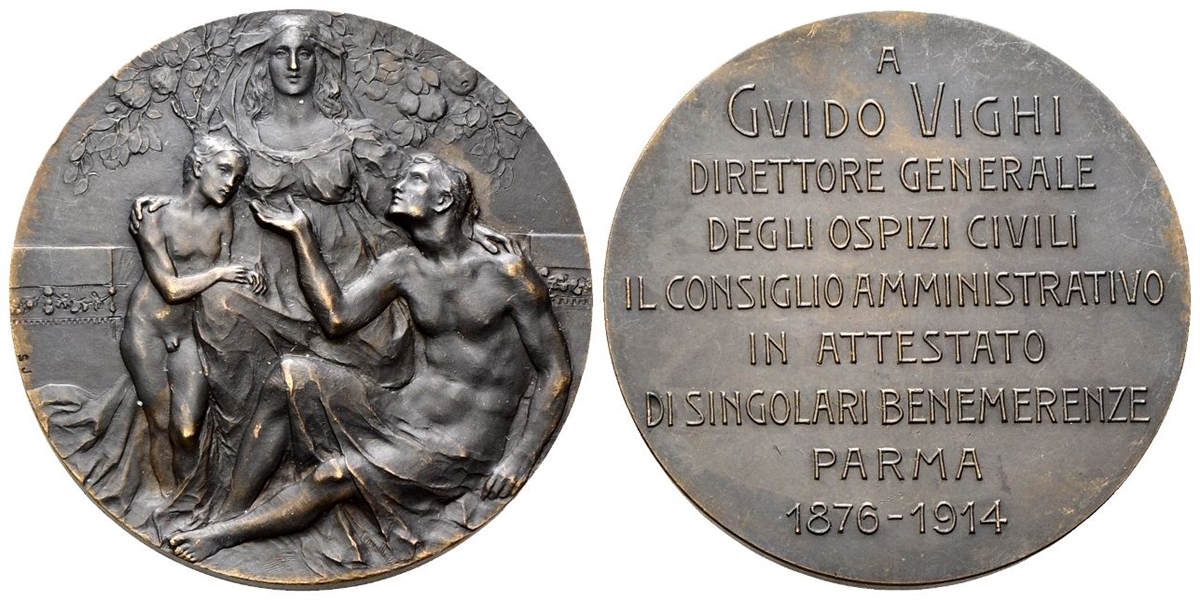 A
GVIDO VIGHI
DIRETTORE GENERALE
DEGLI OSPIZI CIVILI
IL CONSIGLIO AMMINISTRATIVO
IN ATTESTATO
DI SINGOLARI BENEMERENZE
PARMA
1876-1914